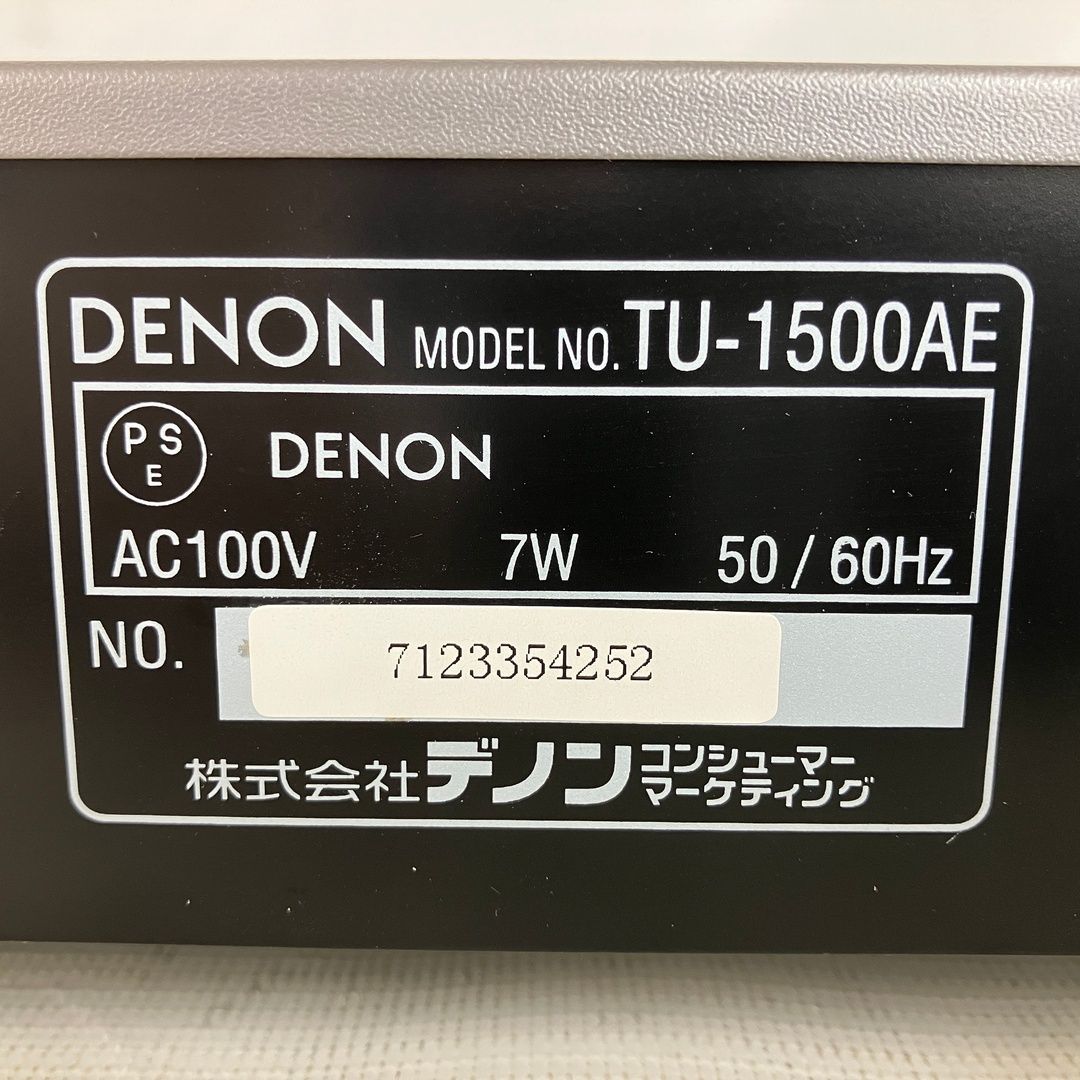 DENON MODEL NO. TU-1500AE
PS
E
DENON
AC100V 7W 50 / 60Hz
NO. 7123354252
株式会社デノン コンシューマー
マーケティング